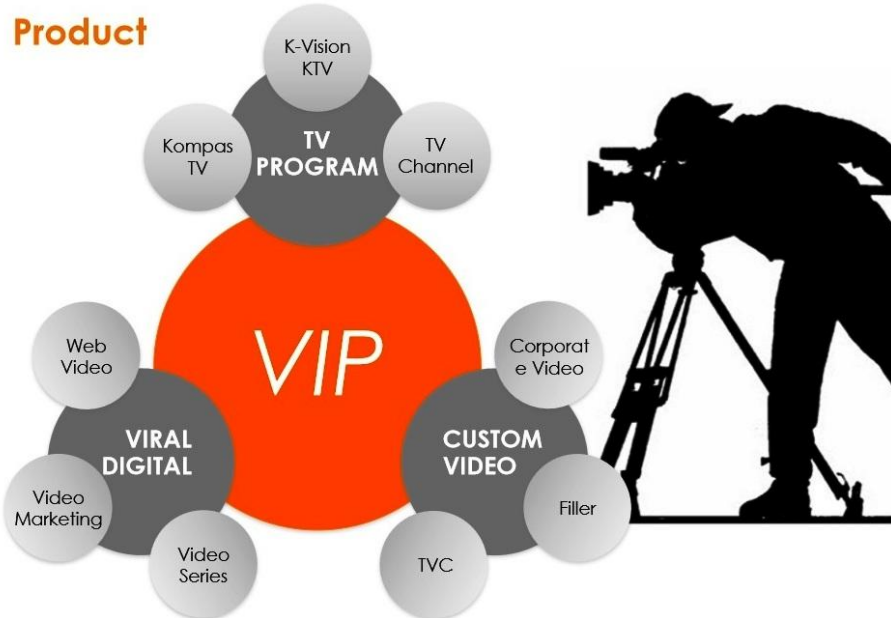 Product
K-Vision
KTV
Kompas
TV
TV
PROGRAM
TV
Channel
VIP
Web
Video
VIRAL
DIGITAL
Video
Marketing
Video
Series
Corporat
e Video
CUSTOM
VIDEO
Filler
TVC